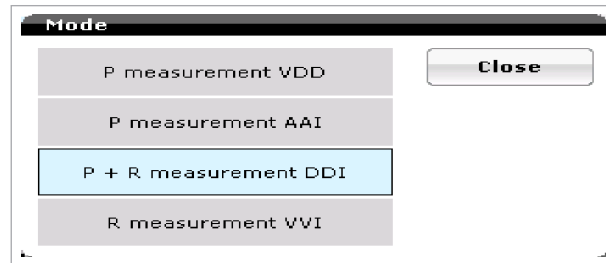 Mode
P measurement VDD
Close
P measurement AAI
P + R measurement DDI
R measurement VVI